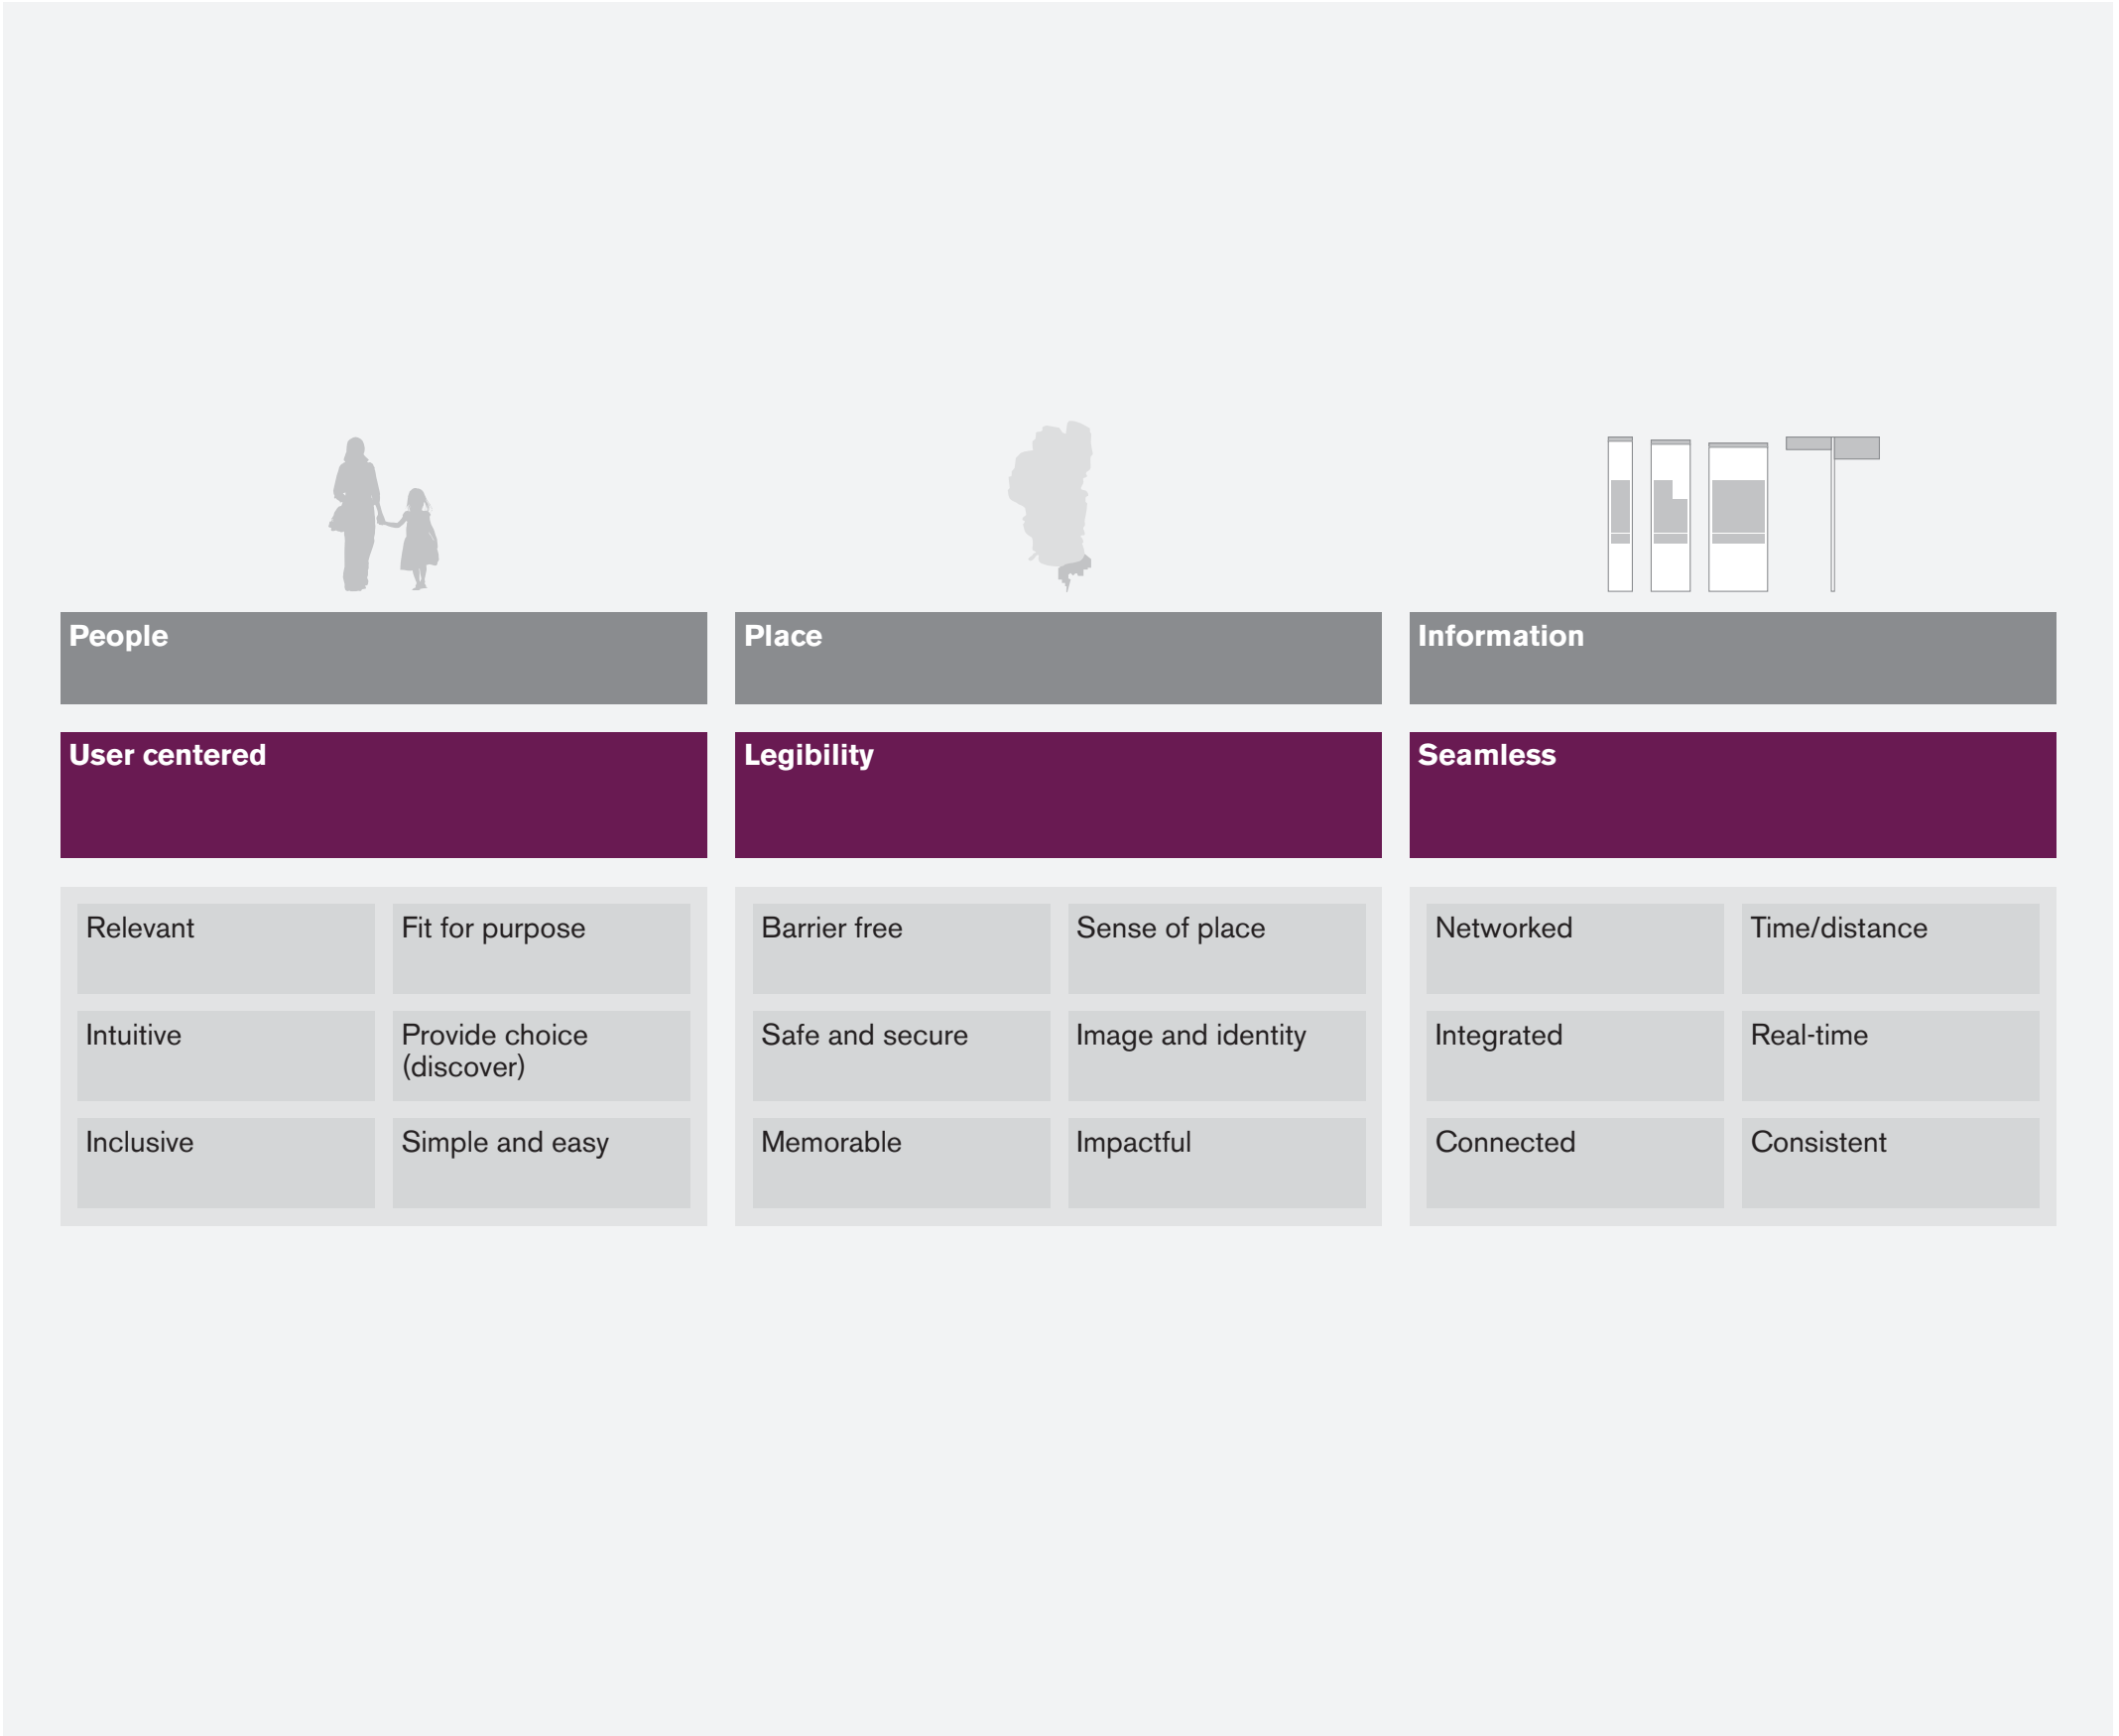 People
User centered
Relevant
Fit for purpose
Intuitive
Provide choice
(discover)
Inclusive
Simple and easy
Place
Legibility
Barrier free
Sense of place
Safe and secure
Image and identity
Memorable
Impactful
Information
Seamless
Networked
Time/distance
Integrated
Real-time
Connected
Consistent